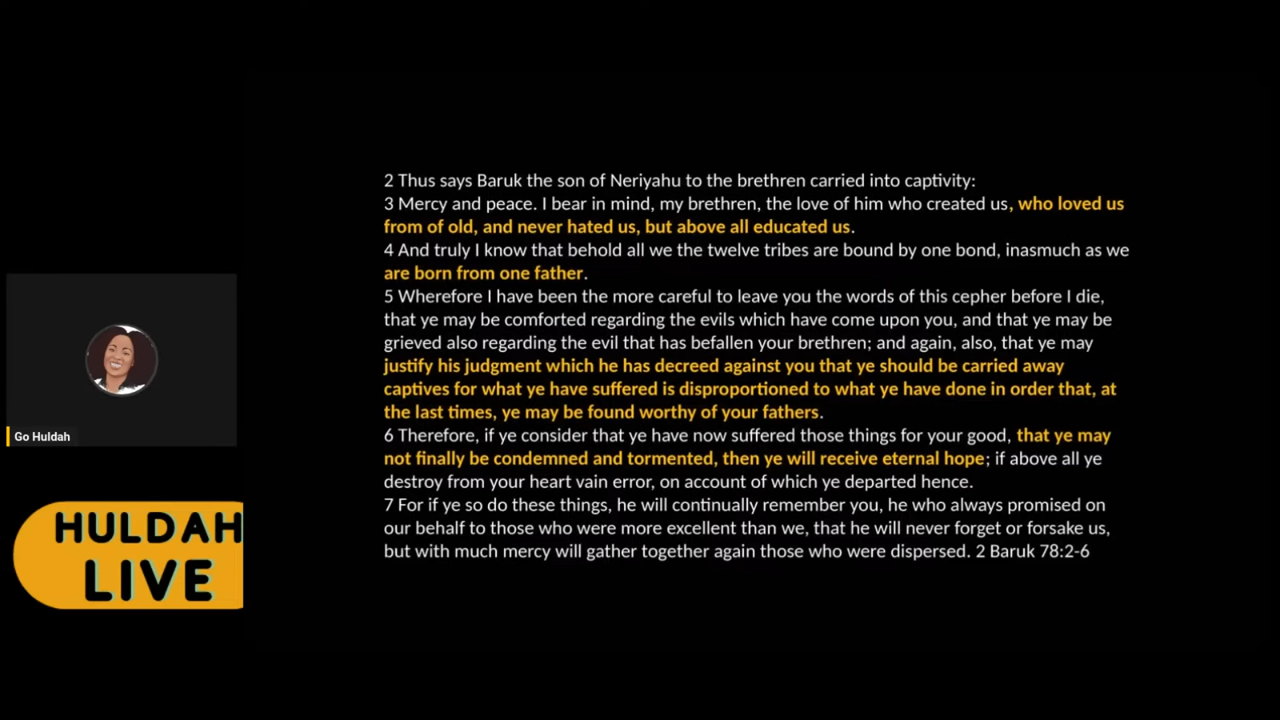 2 Thus says Baruk the son of Neriyahu to the brethren carried into captivity:
3 Mercy and peace. I bear in mind, my brethren, the love of him who created us, who loved us
from of old, and never hated us, but above all educated us.
4 And truly I know that behold all we the twelve tribes are bound by one bond, inasmuch as we
are born from one father.
5 Wherefore I have been the more careful to leave you the words of this cepher before I die,
that ye may be comforted regarding the evils which have come upon you, and that ye may be
grieved also regarding the evil that has befallen your brethren; and again, also, that ye may
justify his judgment which he has decreed against you that ye should be carried away
captives for what ye have suffered is disproportioned to what ye have done in order that, at
the last times, ye may be found worthy of your fathers.
6 Therefore, if ye consider that ye have now suffered those things for your good, that ye may
not finally be condemned and tormented, then ye will receive eternal hope; if above all ye
destroy from your heart vain error, on account of which ye departed hence.
7 For if ye so do these things, he will continually remember you, he who always promised on
our behalf to those who were more excellent than we, that he will never forget or forsake us,
but with much mercy will gather together again those who were dispersed. 2 Baruk 78:2-6
Go Huldah
HULDAH
LIVE